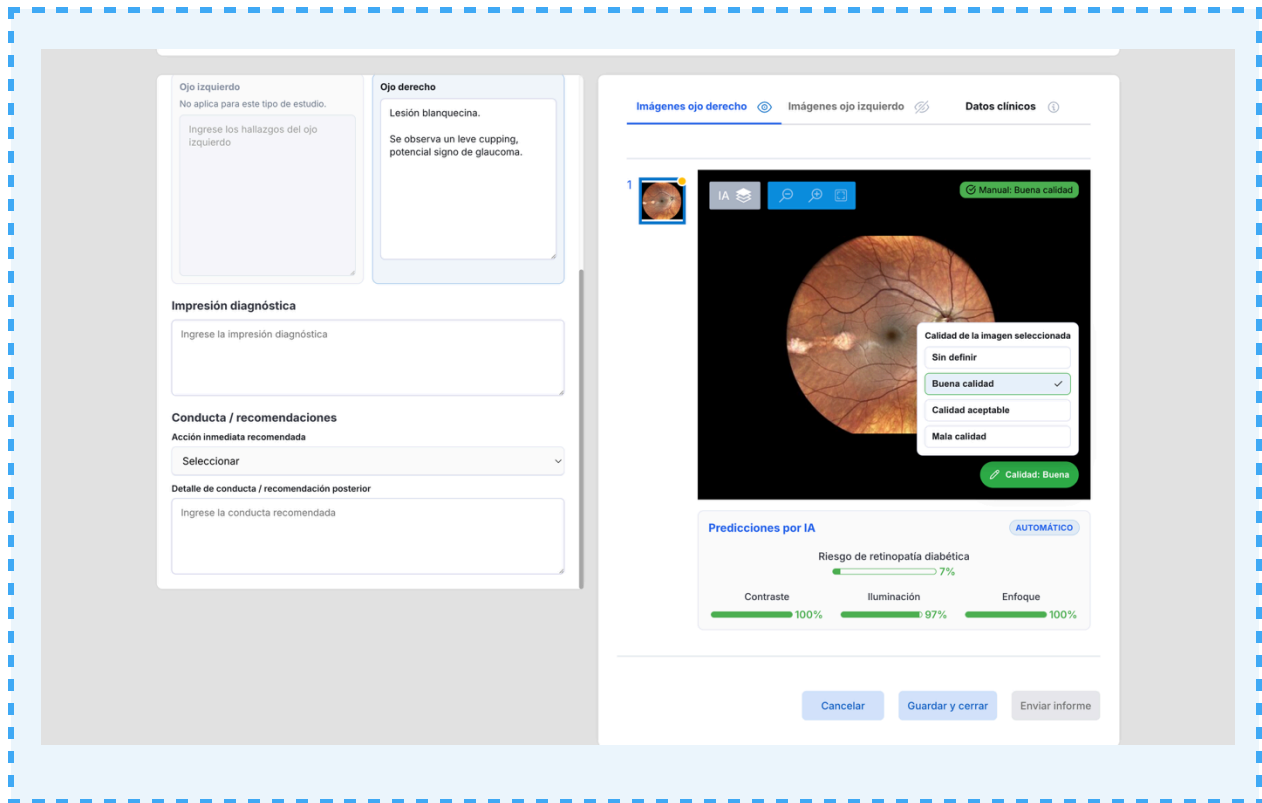 Ojo izquierdo
No aplica para este tipo de estudio.
Ingrese los hallazgos del ojo
izquierdo
Ojo derecho
Lesión blanquecina.
Se observa un leve cupping,
potencial signo de glaucoma.
Impresión diagnóstica
Ingrese la impresión diagnóstica
Conducta / recomendaciones
Acción inmediata recomendada
Seleccionar
Detalle de conducta / recomendación posterior
Ingrese la conducta recomendada
Imágenes ojo derecho
Imágenes ojo izquierdo
Datos clínicos
1
IA
Manual: Buena calidad
Calidad de la imagen seleccionada
Sin definir
Buena calidad
Calidad aceptable
Mala calidad
Calidad: Buena
Predicciones por IA
AUTOMÁTICO
Riesgo de retinopatía diabética
7%
Contraste
100%
Iluminación
97%
Enfoque
100%
Cancelar
Guardar y cerrar
Enviar informe